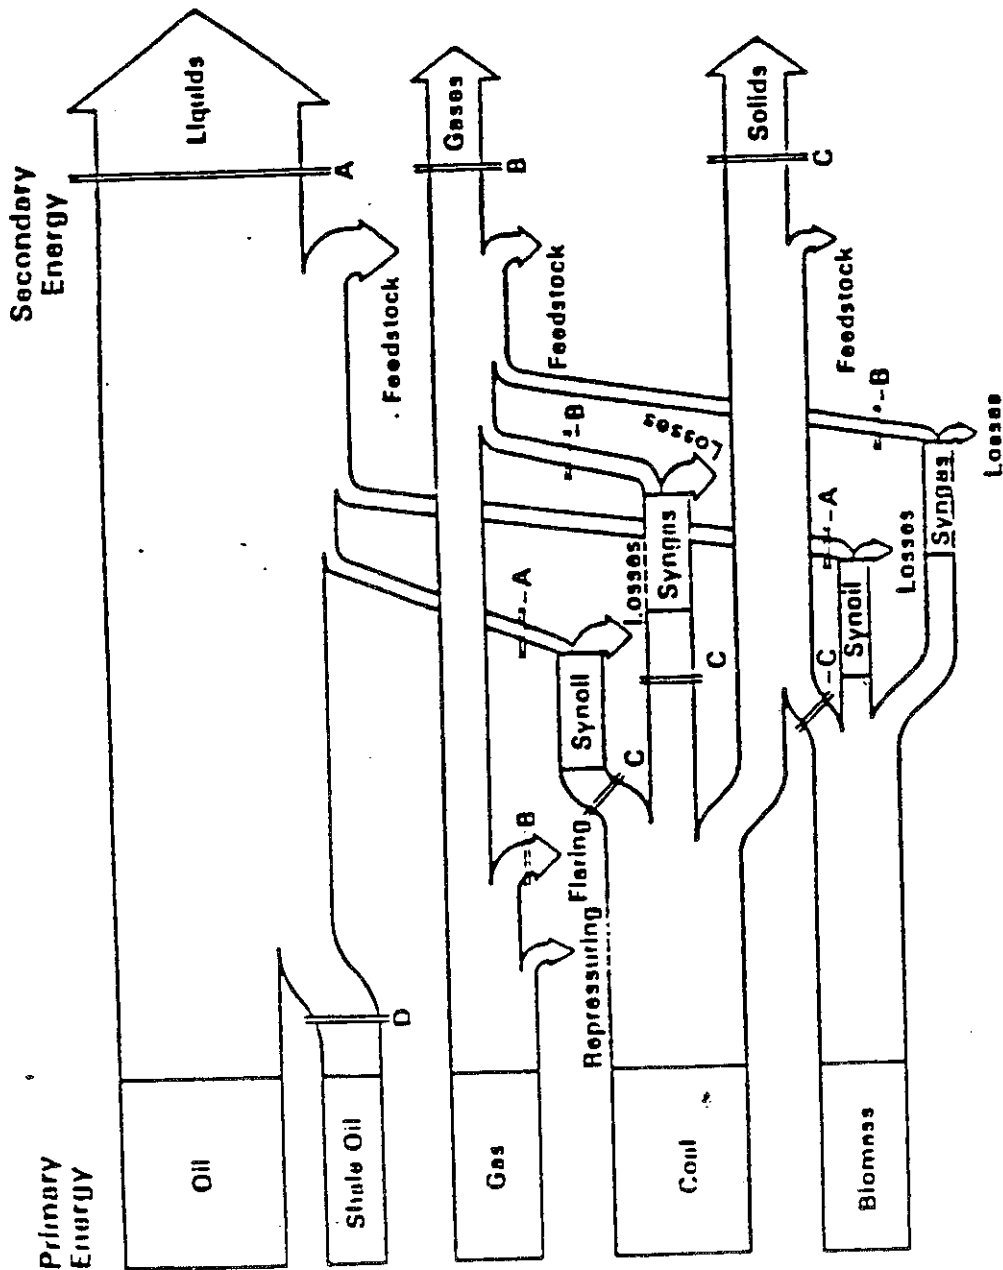 Primary
Energy
Secondary
Energy
Oil
Liquids
A
Shale Oil
D
Feedstock
Gas
Gases
B
Repressuring
Flaring
B
Feedstock
A
B
Synoil
Losses
C
Syngas
Losses
C
Coal
Solids
C
Feedstock
C
A
B
Synoil
Losses
Syngas
Losses
Biomass